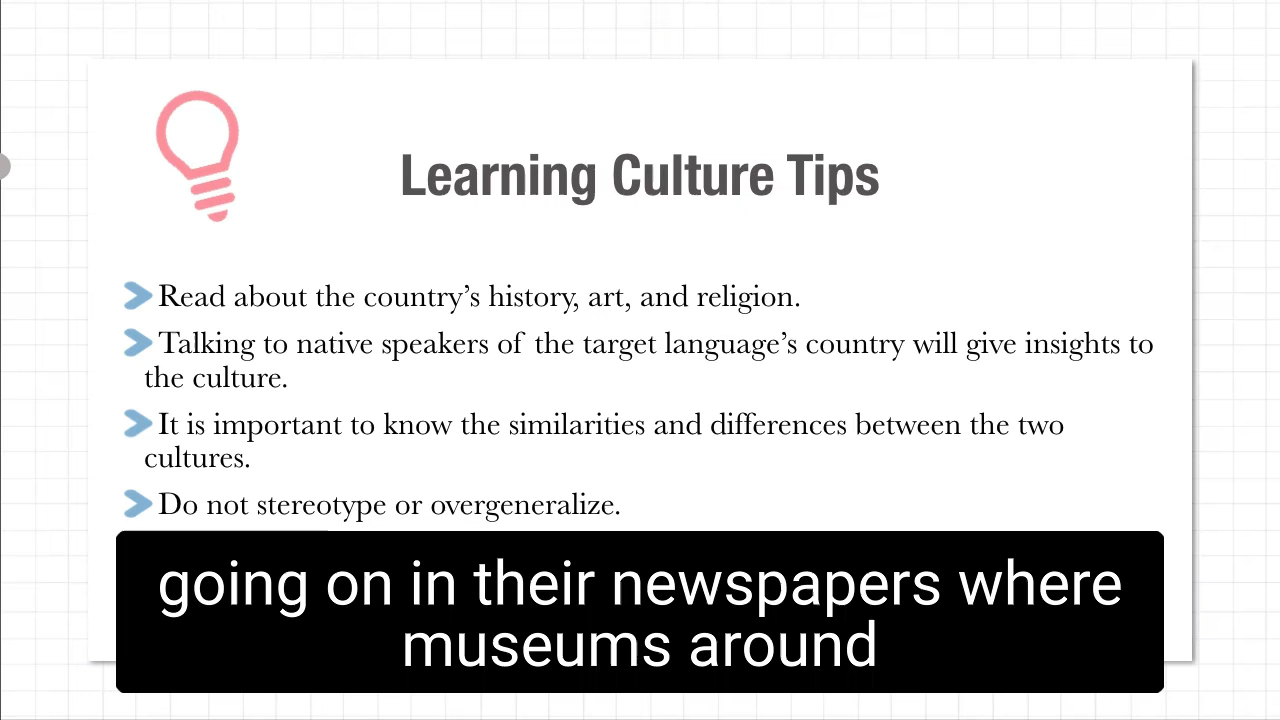 Learning Culture Tips
Read about the country’s history, art, and religion.
Talking to native speakers of the target language’s country will give insights to
the culture.
It is important to know the similarities and differences between the two
cultures.
Do not stereotype or overgeneralize.
going on in their newspapers where
museums around